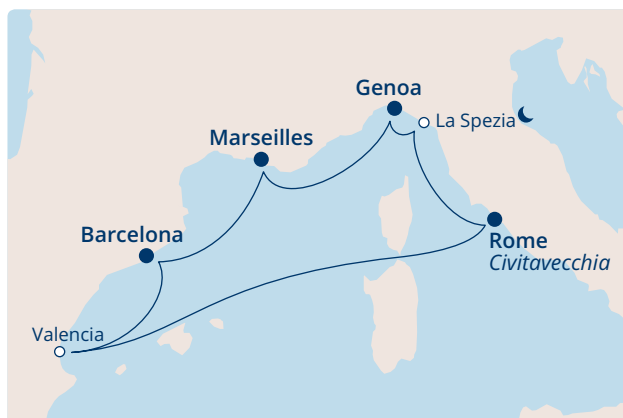 Genoa
La Spezia
Marseilles
Barcelona
Rome
Civitavecchia
Valencia